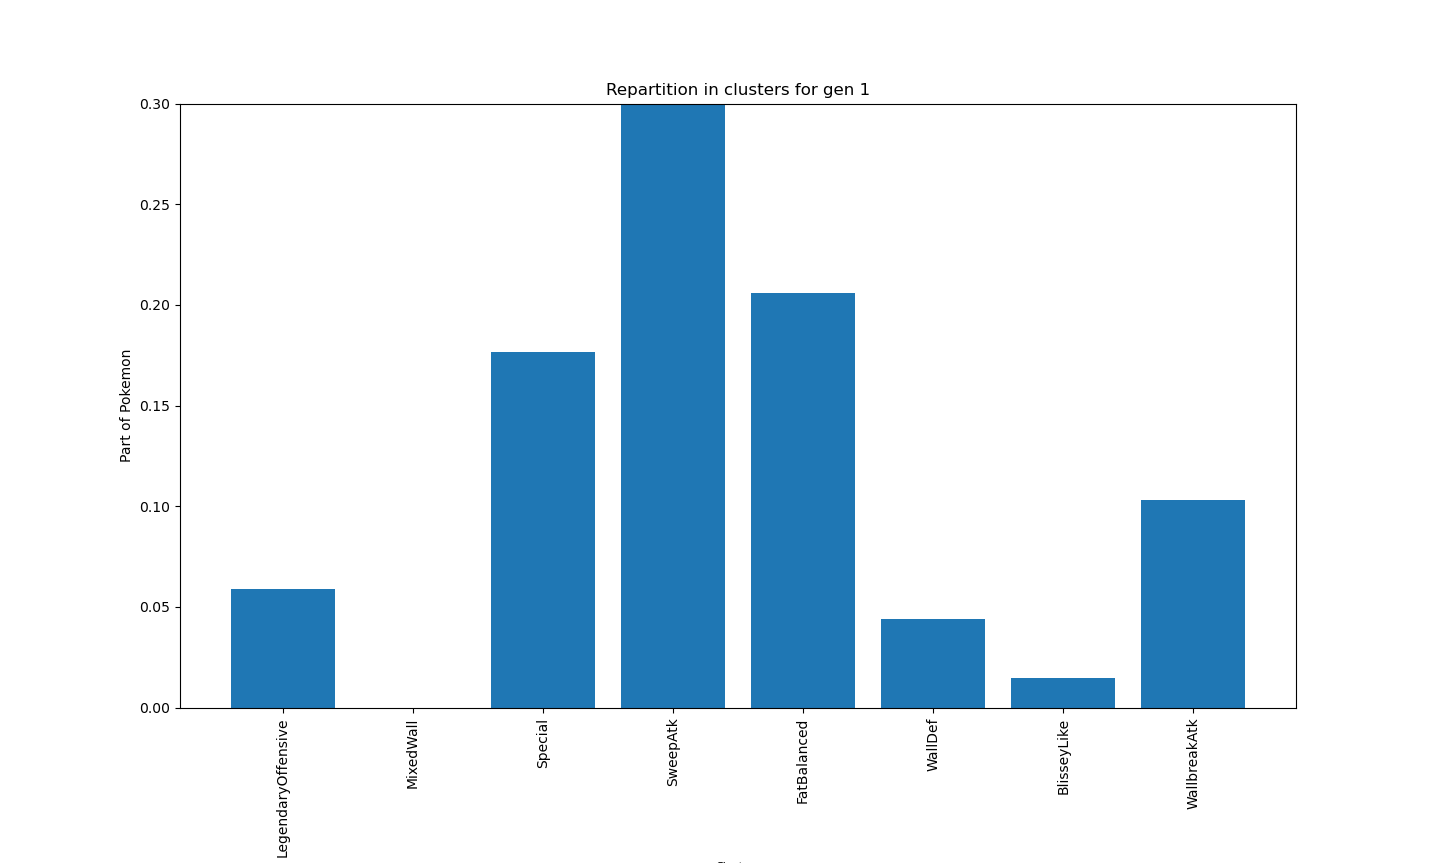 Repartition in clusters for gen 1
0.30
0.25
0.20
0.15
0.10
0.05
0.00
Part of Pokemon
LegendaryOffensive
MixedWall
Special
SweepAtk
FatBalanced
WallDef
BlisseyLike
WallbreakAtk